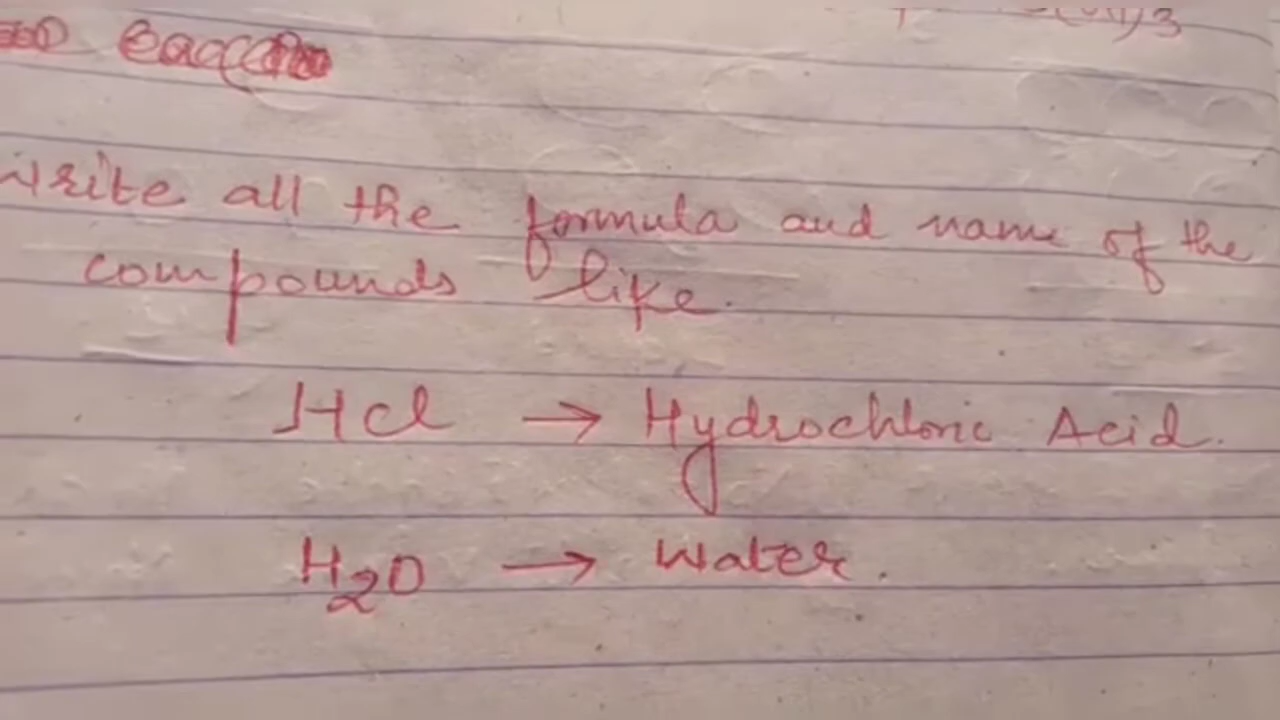 write all the formula and name of the
compounds like.
HCl → Hydrochloric Acid.
H2O → Water.